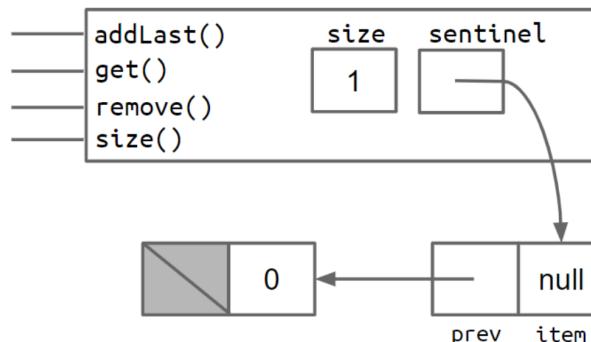 addLast()
size
sentinel
get()
1
remove()
size()
0
null
prev
item